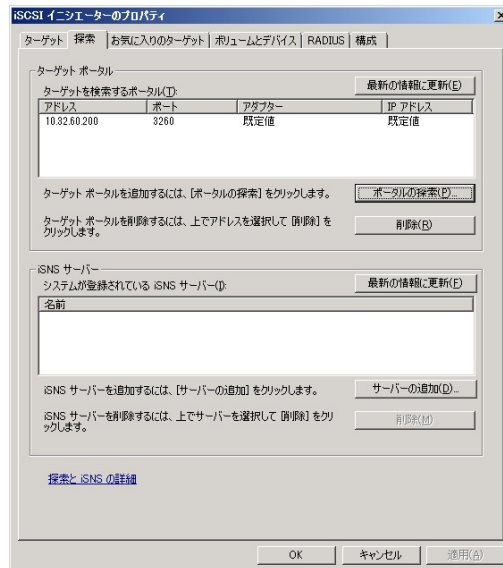 iSCSI イニシエーターのプロパティ
ターゲット 探索 お気に入りのターゲット ボリュームとデバイス RADIUS 構成
ターゲット ポータル
最新の情報に更新(E)
ターゲットを検索するポータル(T):
アドレス ポート アダプター IP アドレス
10.32.60.200 3260 既定値 既定値
ターゲット ポータルを追加するには、[ポータルの探索] をクリックします。
ポータルの探索(P)...
ターゲット ポータルを削除するには、上でアドレスを選択して [削除] を
クリックします。
削除(R)
iSNS サーバー
システムが登録されている iSNS サーバー(I):
最新の情報に更新(F)
名前
iSNS サーバーを追加するには、[サーバーの追加] をクリックします。
サーバーの追加(D)...
iSNS サーバーを削除するには、上でサーバーを選択して [削除] をクリ
ックします。
削除(M)
探索と iSNS の詳細
OK キャンセル 適用(A)